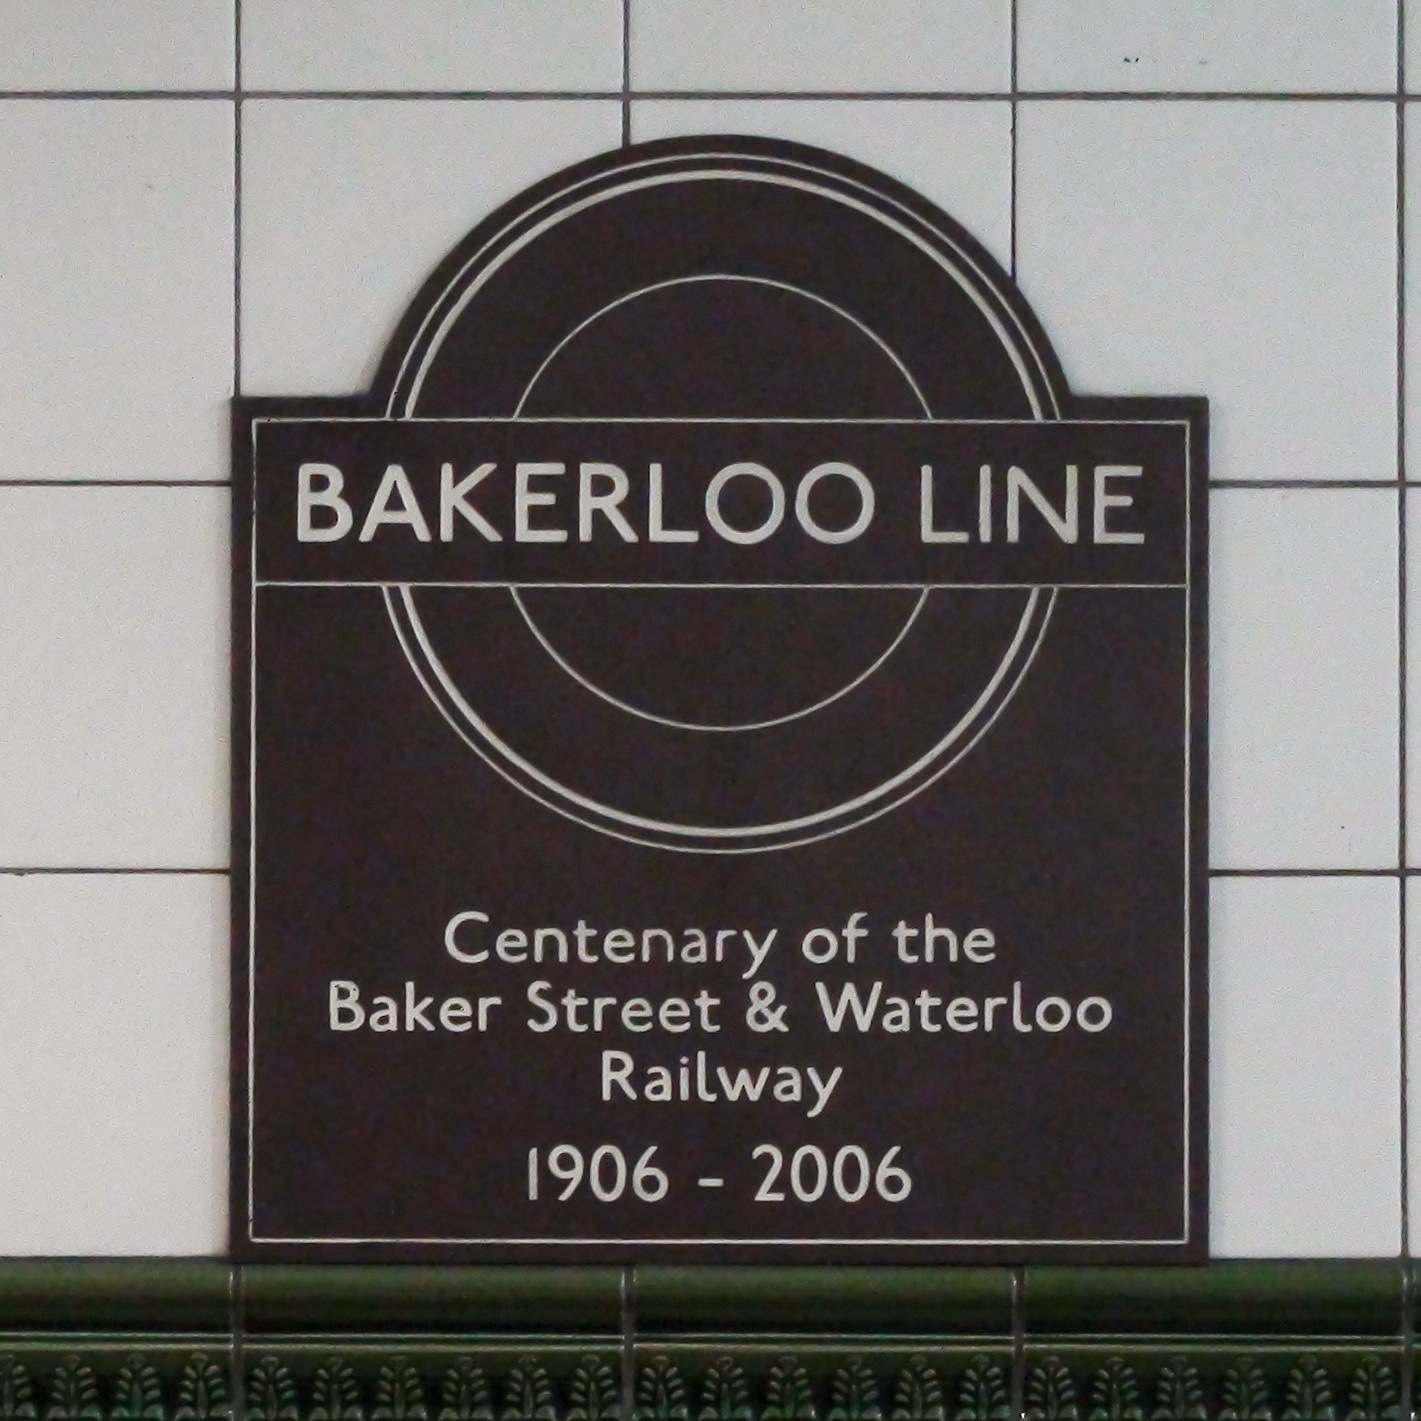 BAKERLOO LINE
Centenary of the
Baker Street & Waterloo
Railway
1906 - 2006